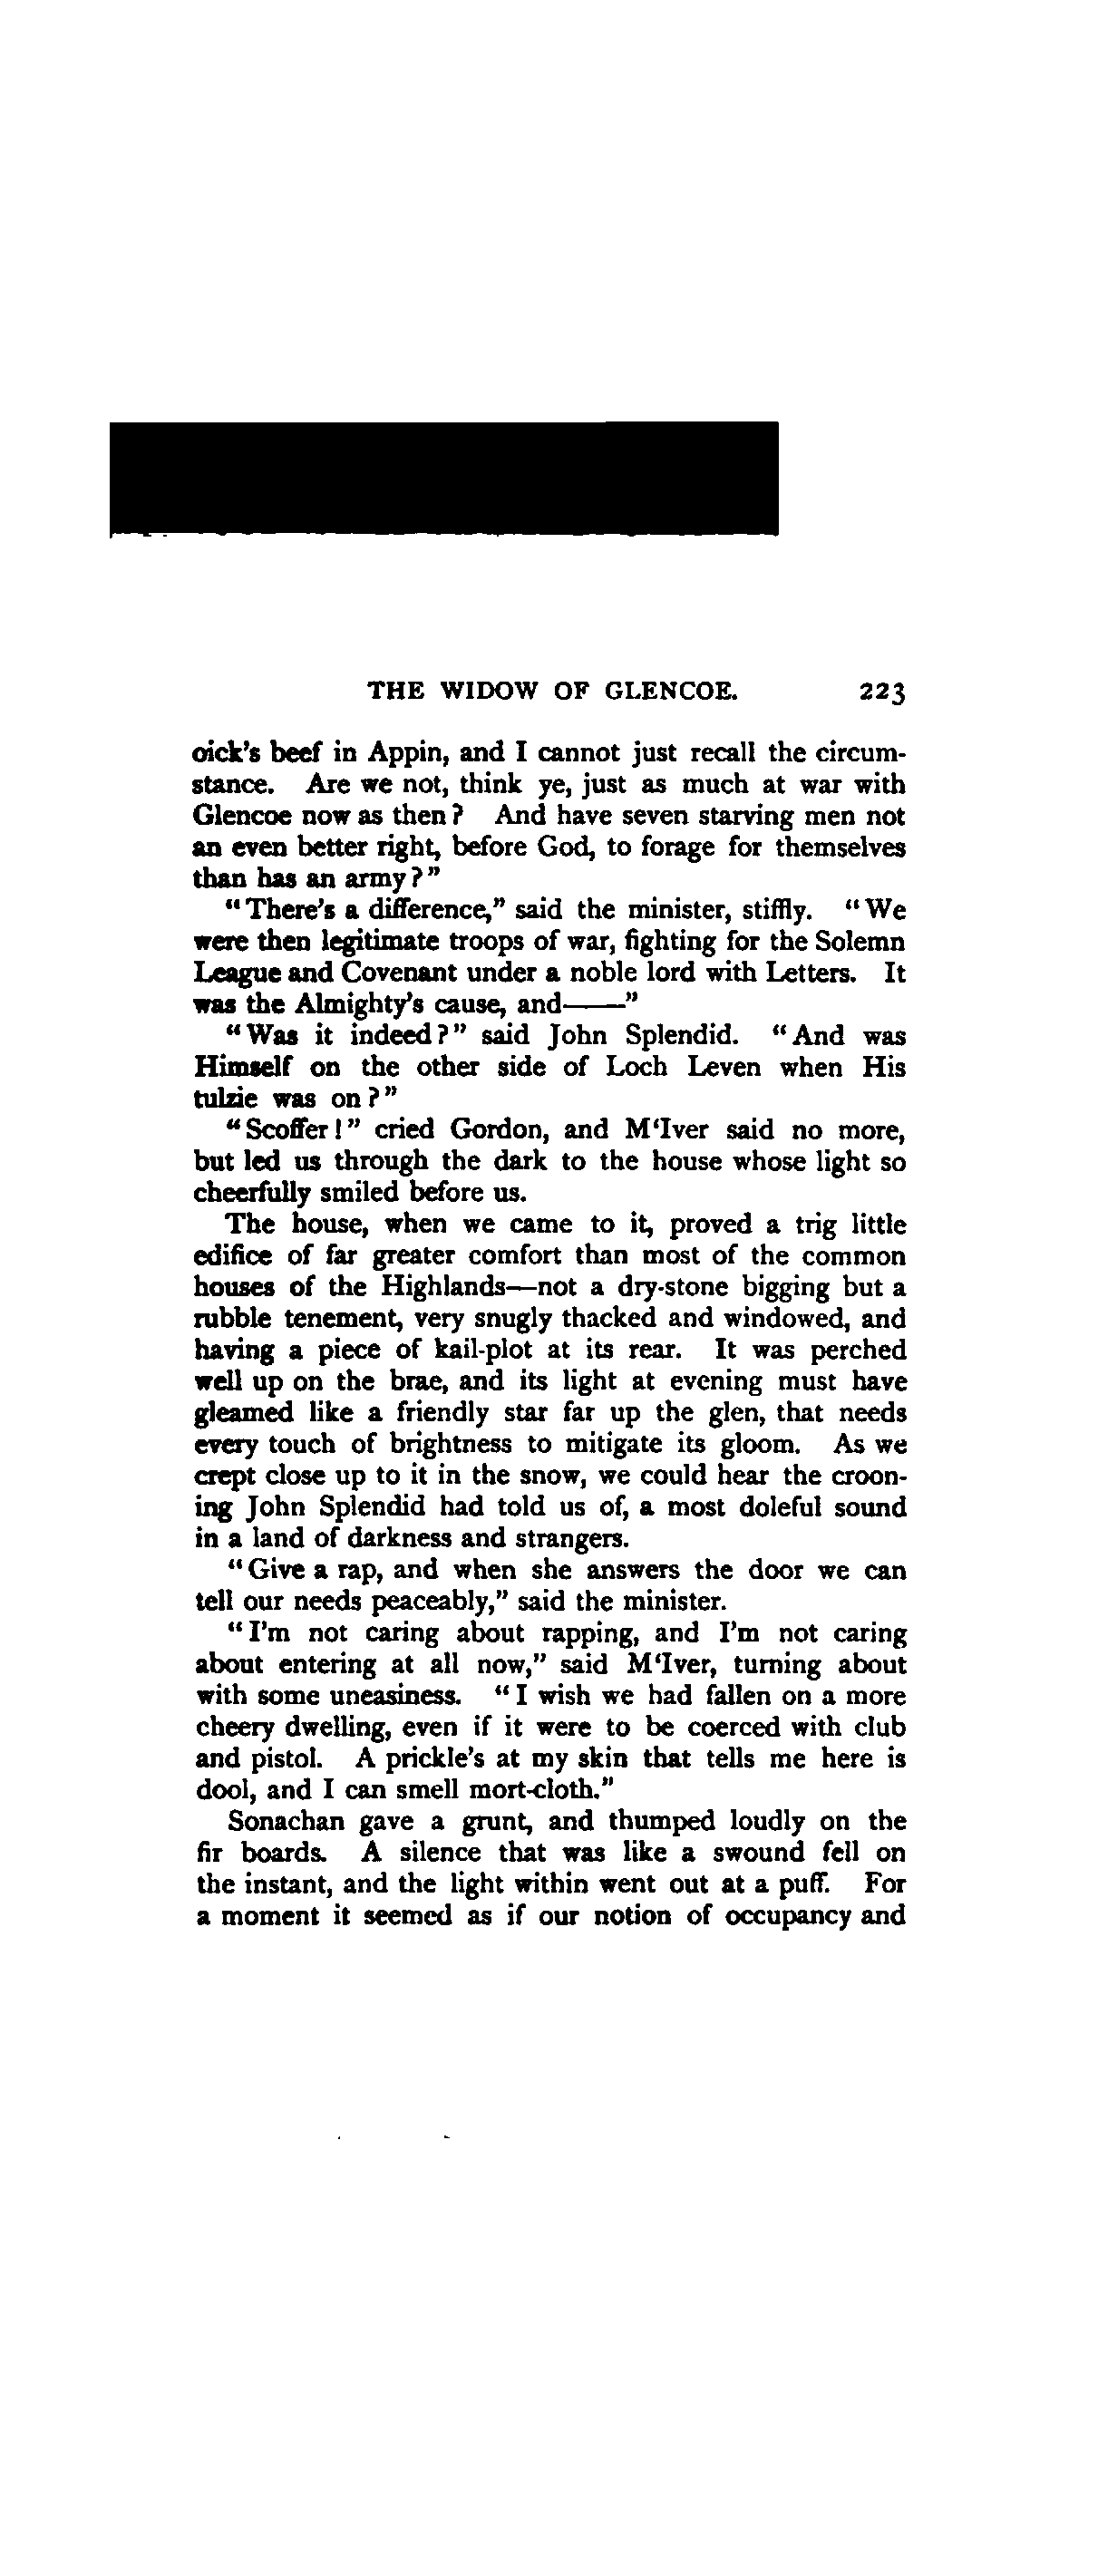 THE WIDOW OF GLENCOE. 223
oick's beef in Appin, and I cannot just recall the circum-
stance. Are we not, think ye, just as much at war with
Glencoe now as then? And have seven starving men not
an even better right, before God, to forage for themselves
than has an army?"
"There's a difference," said the minister, stiffly. "We
were then legitimate troops of war, fighting for the Solemn
League and Covenant under a noble lord with Letters. It
was the Almighty's cause, and——"
"Was it indeed?" said John Splendid. "And was
Himself on the other side of Loch Leven when His
tulzie was on?"
"Scoffer!" cried Gordon, and M‘Iver said no more,
but led us through the dark to the house whose light so
cheerfully smiled before us.
The house, when we came to it, proved a trig little
edifice of far greater comfort than most of the common
houses of the Highlands—not a dry-stone bigging but a
rubble tenement, very snugly thacked and windowed, and
having a piece of kail-plot at its rear. It was perched
well up on the brae, and its light at evening must have
gleamed like a friendly star far up the glen, that needs
every touch of brightness to mitigate its gloom. As we
crept close up to it in the snow, we could hear the croon-
ing John Splendid had told us of, a most doleful sound
in a land of darkness and strangers.
"Give a rap, and when she answers the door we can
tell our needs peaceably," said the minister.
"I'm not caring about rapping, and I'm not caring
about entering at all now," said M‘Iver, turning about
with some uneasiness. "I wish we had fallen on a more
cheery dwelling, even if it were to be coerced with club
and pistol. A prickle's at my skin that tells me here is
dool, and I can smell mort-cloth."
Sonachan gave a grunt, and thumped loudly on the
fir boards. A silence that was like a swound fell on
the instant, and the light within went out at a puff. For
a moment it seemed as if our notion of occupancy and